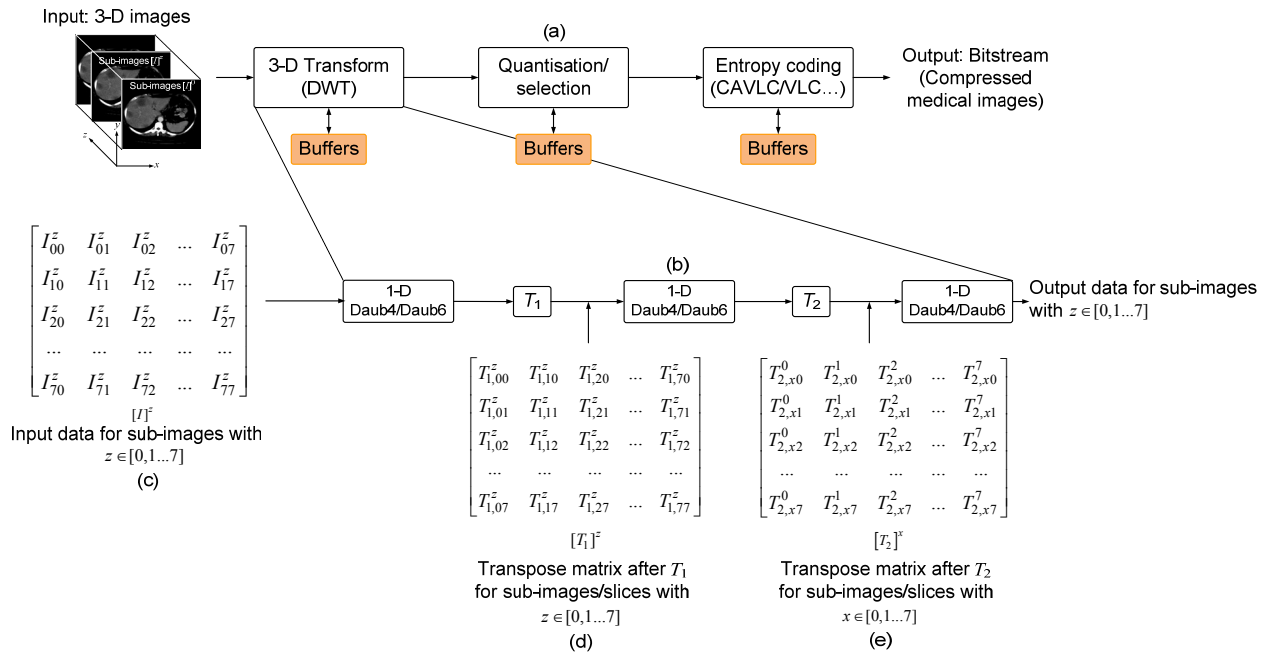 Input: 3-D images
Sub-images[I]z
Sub-images[I]
y
z
x
(a)
3-D Transform
(DWT)
Quantisation/
selection
Entropy coding
(CAVLC/VLC…)
Output: Bitstream
(Compressed
medical images)
Buffers
Buffers
Buffers
(b)
1-D
Daub4/Daub6
T1
1-D
Daub4/Daub6
T2
1-D
Daub4/Daub6
Output data for sub-images
with z∈[0,1...7]
I^z_00 I^z_01 I^z_02 ... I^z_07
I^z_10 I^z_11 I^z_12 ... I^z_17
I^z_20 I^z_21 I^z_22 ... I^z_27
... ... ... ... ...
I^z_70 I^z_71 I^z_72 ... I^z_77
[I]^z
Input data for sub-images with
z∈[0,1...7]
(c)
T^z_1,00 T^z_1,10 T^z_1,20 ... T^z_1,70
T^z_1,01 T^z_1,11 T^z_1,21 ... T^z_1,71
T^z_1,02 T^z_1,12 T^z_1,22 ... T^z_1,72
... ... ... ... ...
T^z_1,07 T^z_1,17 T^z_1,27 ... T^z_1,77
[T1]^z
Transpose matrix after T1
for sub-images/slices with
z∈[0,1...7]
(d)
T^0_2,x0 T^1_2,x0 T^2_2,x0 ... T^7_2,x0
T^0_2,x1 T^1_2,x1 T^2_2,x1 ... T^7_2,x1
T^0_2,x2 T^1_2,x2 T^2_2,x2 ... T^7_2,x2
... ... ... ... ...
T^0_2,x7 T^1_2,x7 T^2_2,x7 ... T^7_2,x7
[T2]^x
Transpose matrix after T2
for sub-images/slices with
x∈[0,1...7]
(e)